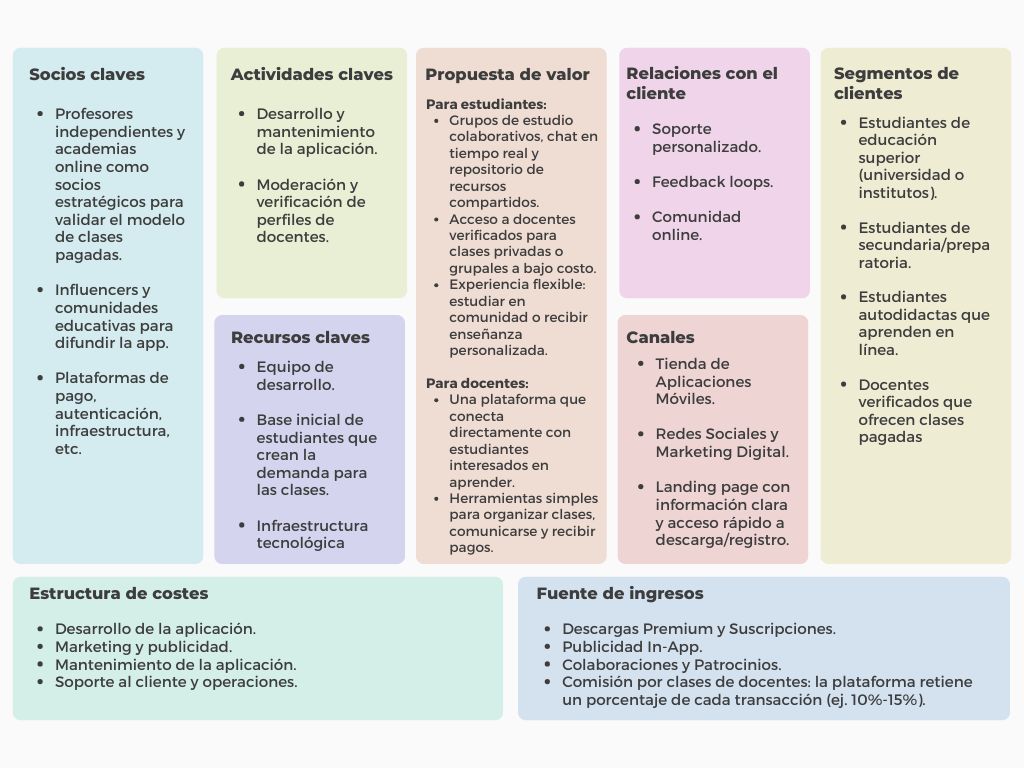 Socios claves
Profesores
independientes y
academias
online como
socios
estratégicos para
validar el modelo
de clases
pagadas.
Influencers y
comunidades
educativas para
difundir la app.
Plataformas de
pago,
autenticación,
infraestructura,
etc.
Actividades claves
Desarrollo y
mantenimiento
de la aplicación.
Moderación y
verificación de
perfiles de
docentes.
Recursos claves
Equipo de
desarrollo.
Base inicial de
estudiantes que
crean la
demanda para
las clases.
Infraestructura
tecnológica
Propuesta de valor
Para estudiantes:
Grupos de estudio
colaborativos, chat en
tiempo real y
repositorio de
recursos
compartidos.
Acceso a docentes
verificados para
clases privadas o
grupales a bajo costo.
Experiencia flexible:
estudiar en
comunidad o recibir
enseñanza
personalizada.
Para docentes:
Una plataforma que
conecta
directamente con
estudiantes
interesados en
aprender.
Herramientas simples
para organizar clases,
comunicarse y recibir
pagos.
Relaciones con el
cliente
Soporte
personalizado.
Feedback loops.
Comunidad
online.
Canales
Tienda de
Aplicaciones
Móviles.
Redes Sociales y
Marketing Digital.
Landing page con
información clara
y acceso rápido a
descarga/registro.
Segmentos de
clientes
Estudiantes de
educación
superior
(universidad o
institutos).
Estudiantes de
secundaria/prepa
ratoria.
Estudiantes
autodidactas que
aprenden en
línea.
Docentes
verificados que
ofrecen clases
pagadas
Estructura de costes
Desarrollo de la aplicación.
Marketing y publicidad.
Mantenimiento de la aplicación.
Soporte al cliente y operaciones.
Fuente de ingresos
Descargas Premium y Suscripciones.
Publicidad In-App.
Colaboraciones y Patrocinios.
Comisión por clases de docentes: la plataforma retiene
un porcentaje de cada transacción (ej. 10%-15%).